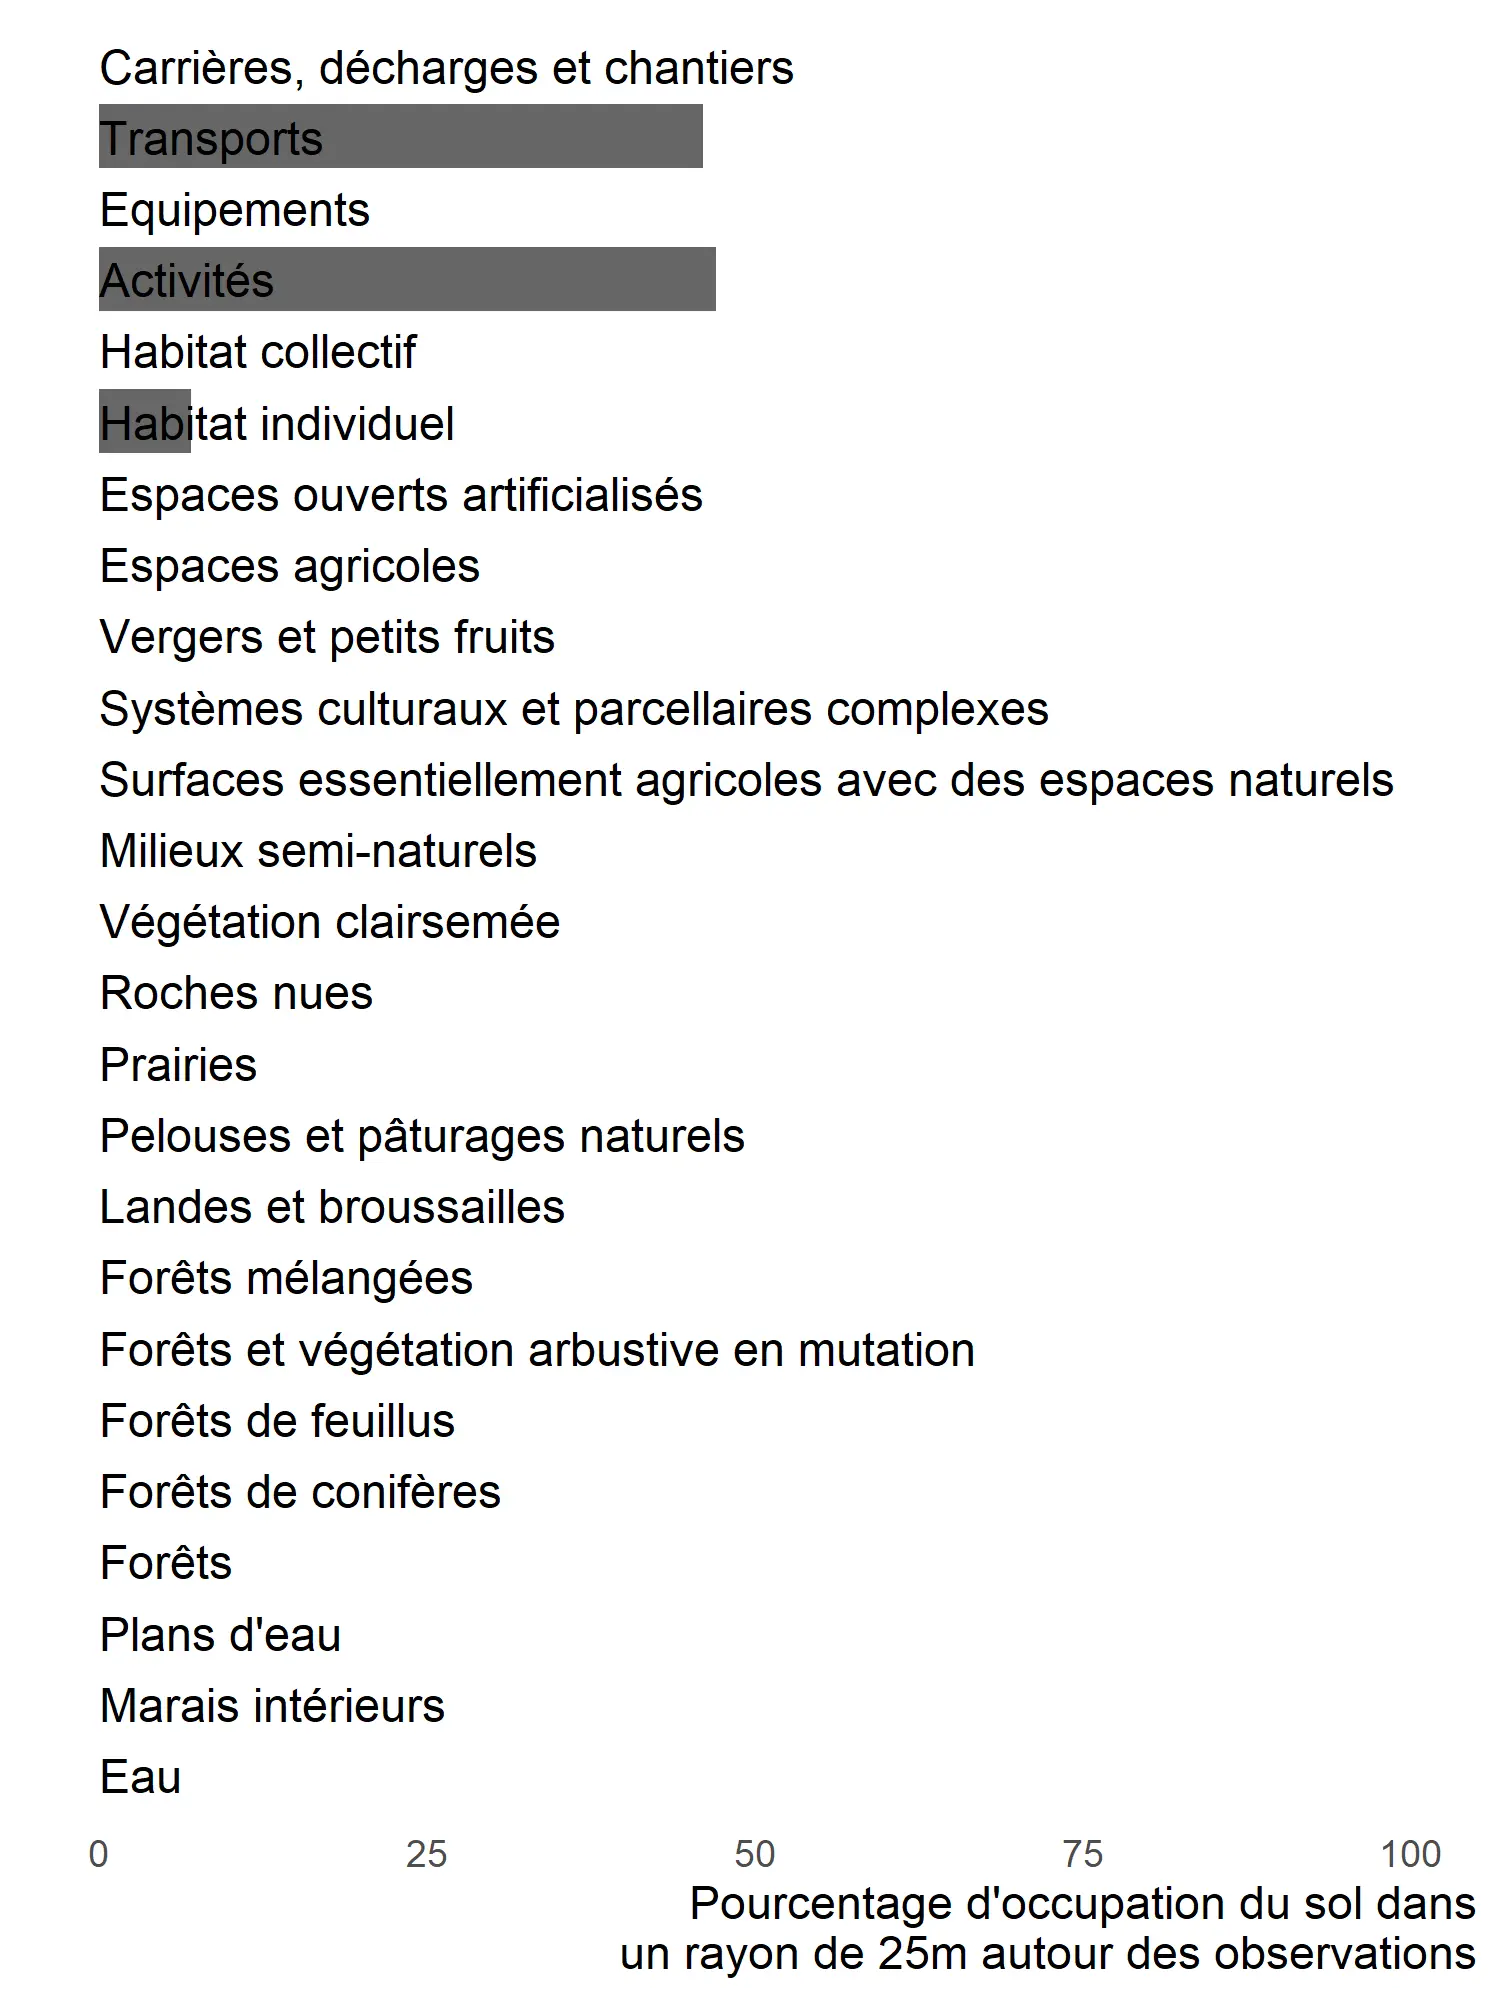 Carrières, décharges et chantiers
Transports
Equipements
Activités
Habitat collectif
Habitat individuel
Espaces ouverts artificialisés
Espaces agricoles
Vergers et petits fruits
Systèmes culturaux et parcellaires complexes
Surfaces essentiellement agricoles avec des espaces naturels
Milieux semi-naturels
Végétation clairsemée
Roches nues
Prairies
Pelouses et pâturages naturels
Landes et broussailles
Forêts mélangées
Forêts et végétation arbustive en mutation
Forêts de feuillus
Forêts de conifères
Forêts
Plans d'eau
Marais intérieurs
Eau
0 25 50 75 100
Pourcentage d'occupation du sol dans
un rayon de 25m autour des observations